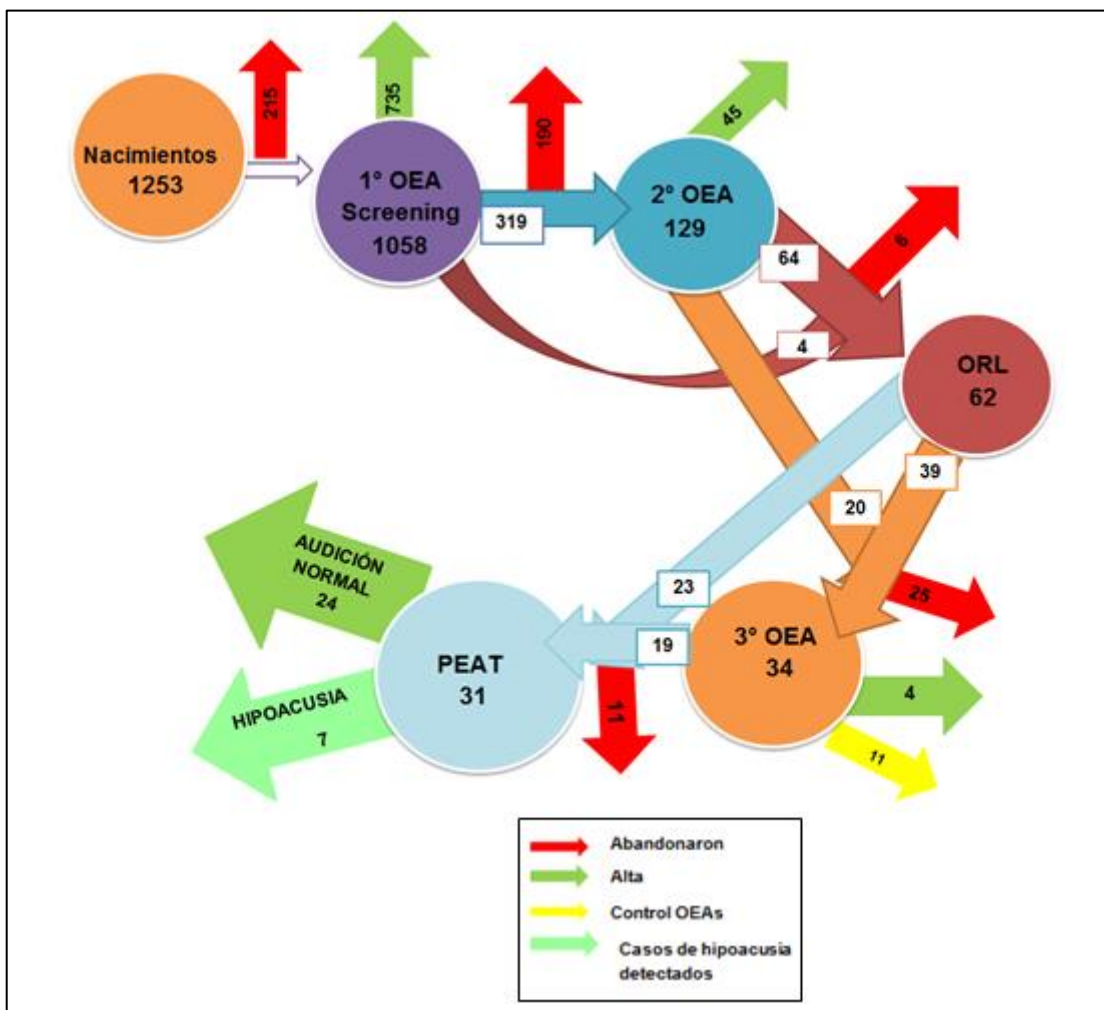 Nacimientos
1253
215
735
1° OEA
Screening
1058
190
319
2° OEA
129
45
64
6
4
ORL
62
39
20
23
25
19
11
3° OEA
34
4
11
PEAT
31
AUDICIÓN
NORMAL
24
HIPOACUSIA
7
Abandonaron
Alta
Control OEAs
Casos de hipoacusia
detectados